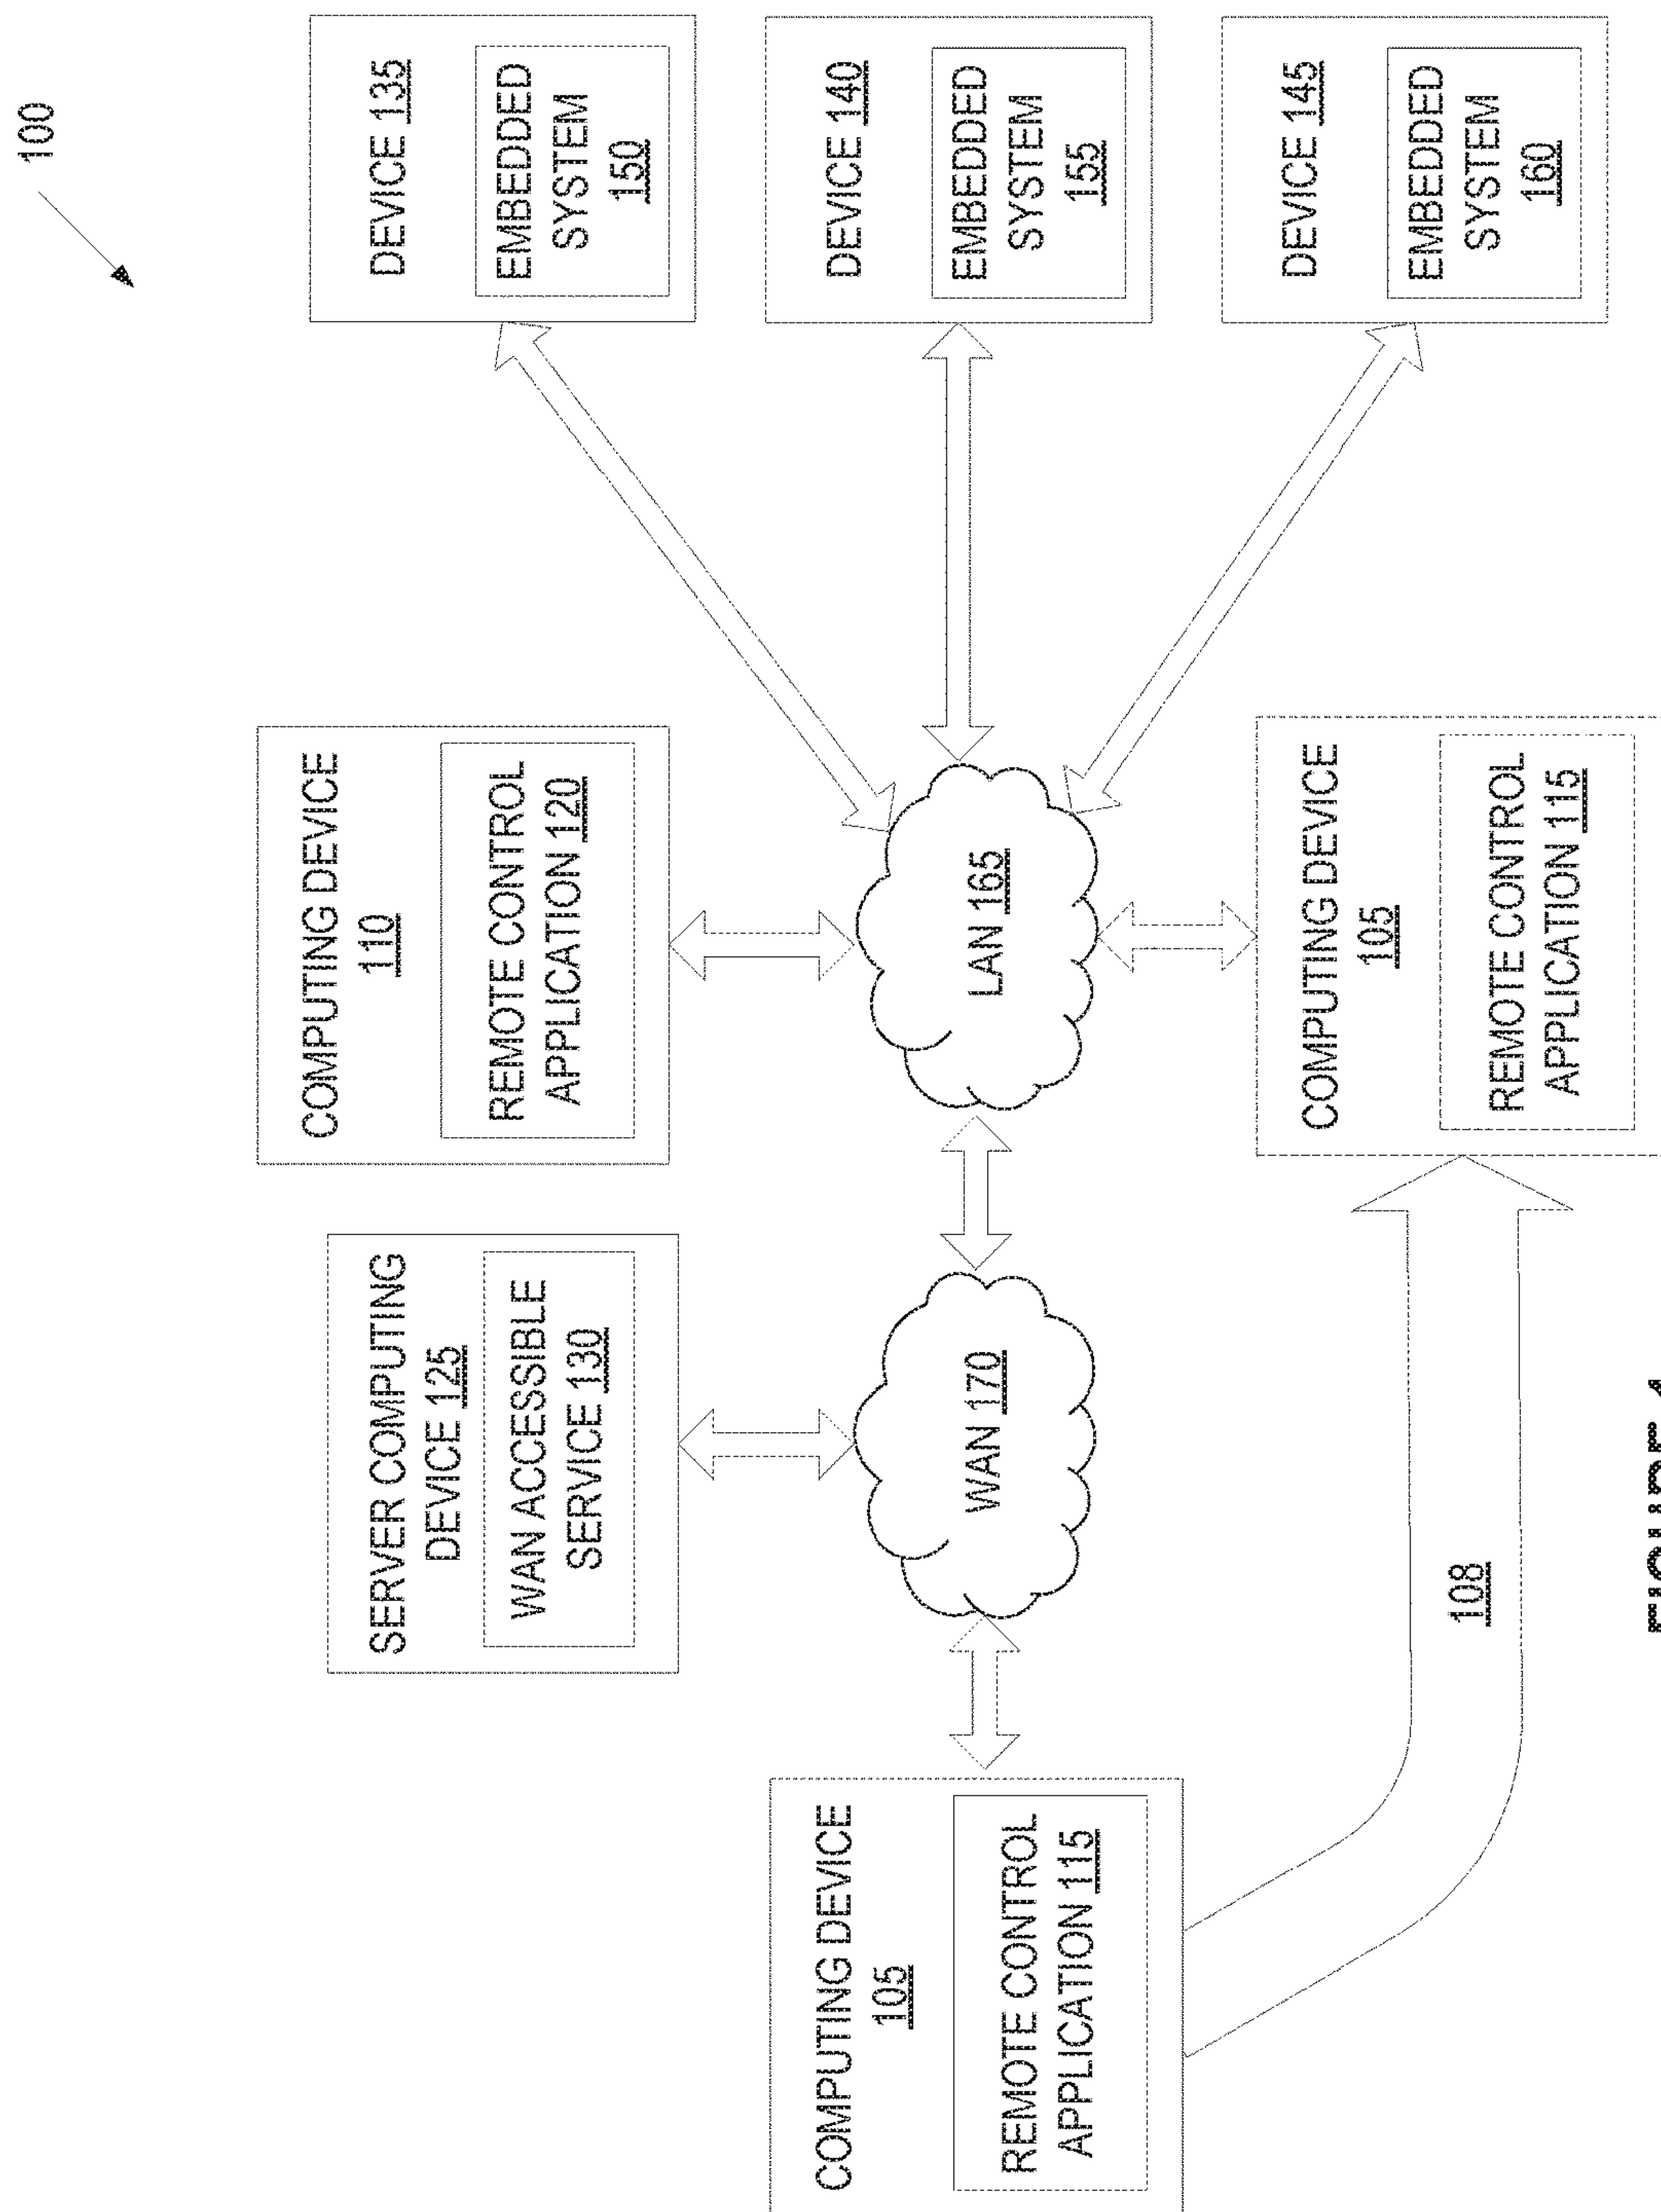 100
SERVER COMPUTING
DEVICE 125
WAN ACCESSIBLE
SERVICE 130
COMPUTING DEVICE
110
REMOTE CONTROL
APPLICATION 120
DEVICE 135
EMBEDDED
SYSTEM
150
COMPUTING DEVICE
105
REMOTE CONTROL
APPLICATION 115
WAN 170
LAN 165
DEVICE 140
EMBEDDED
SYSTEM
155
108
COMPUTING DEVICE
105
REMOTE CONTROL
APPLICATION 115
DEVICE 145
EMBEDDED
SYSTEM
160